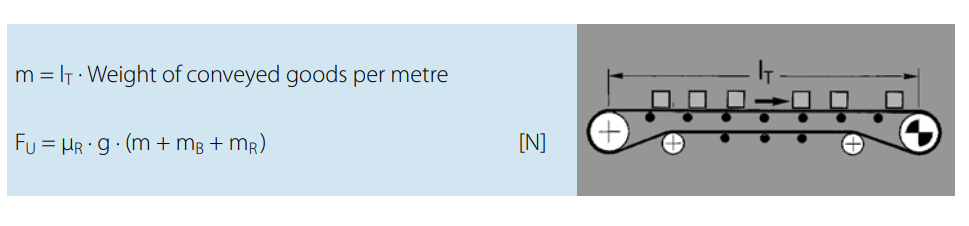 m = lT · Weight of conveyed goods per metre
FU = μR · g · (m + mB + mR) [N]
lT